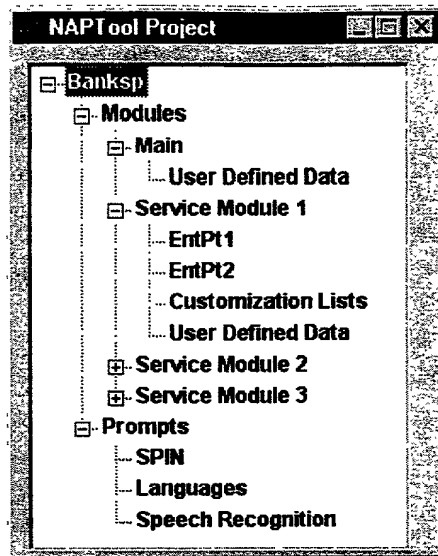 NAPTool Project
Banksp
Modules
Main
User Defined Data
Service Module 1
EntPt1
EntPt2
Customization Lists
User Defined Data
Service Module 2
Service Module 3
Prompts
SPIN
Languages
Speech Recognition